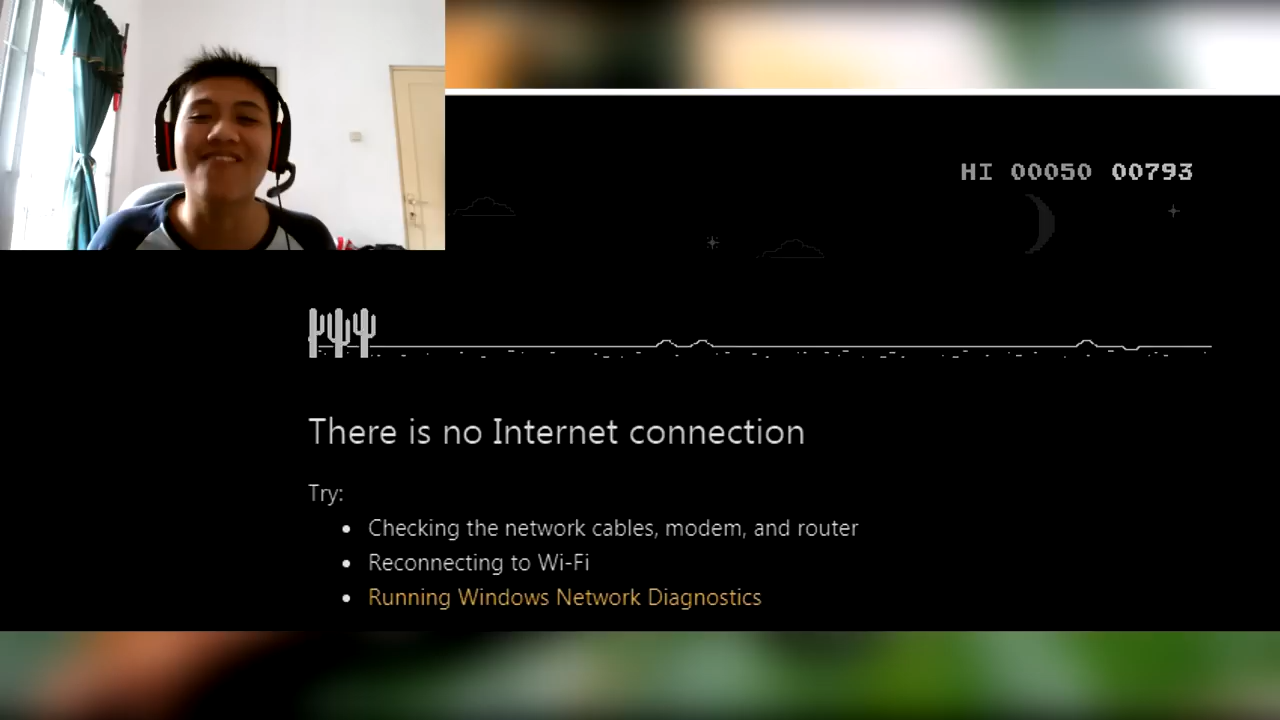 HI 00050 00793
There is no Internet connection
Try:
Checking the network cables, modem, and router
Reconnecting to Wi-Fi
Running Windows Network Diagnostics